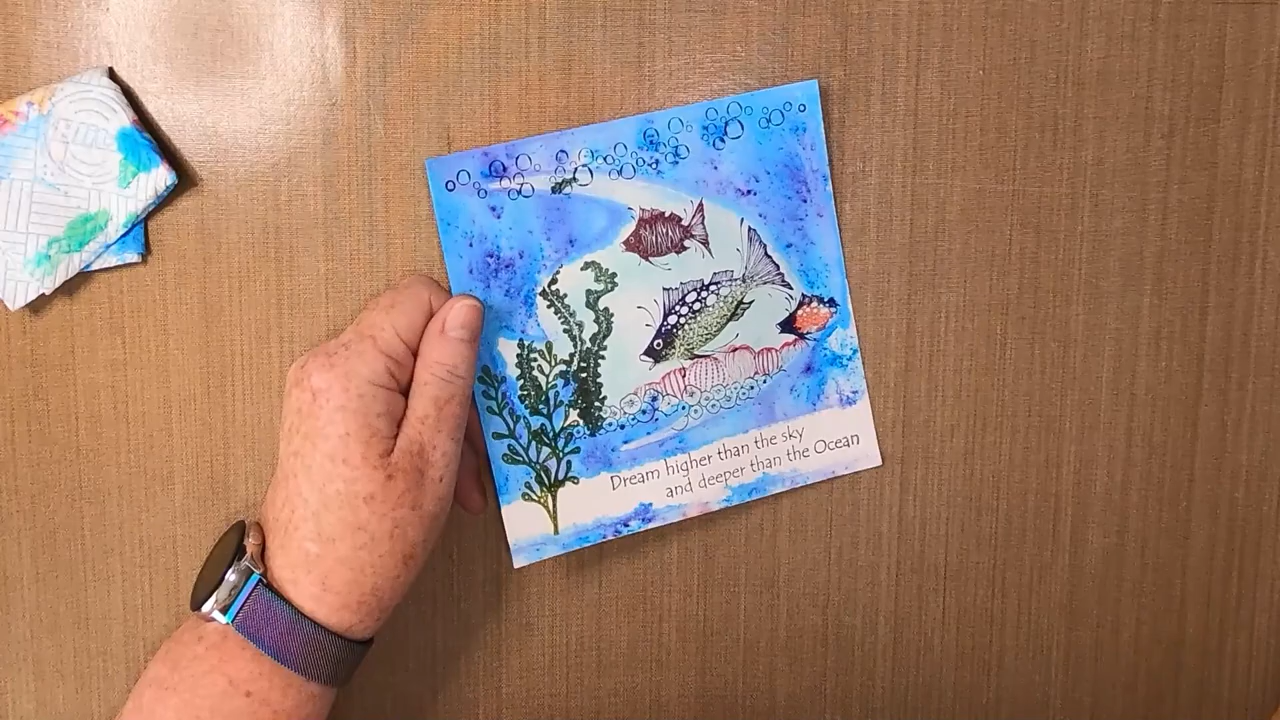 Dream higher than the sky
and deeper than the Ocean